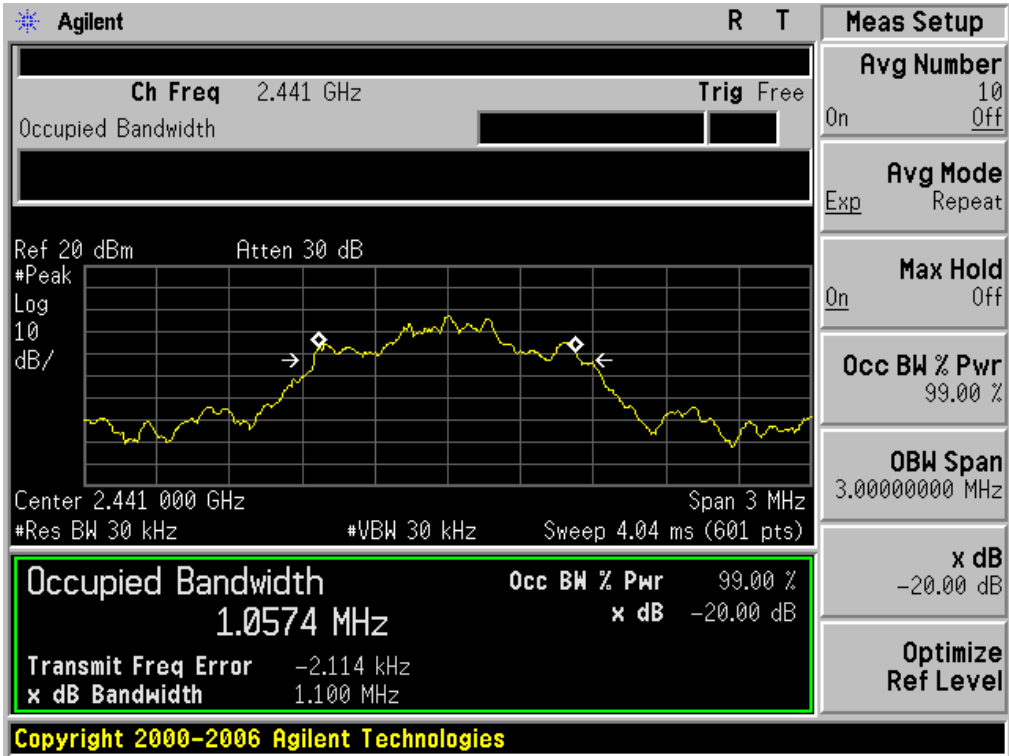 Agilent R T
Ch Freq 2.441 GHz Trig Free
Occupied Bandwidth
Ref 20 dBm Atten 30 dB
#Peak
Log
10
dB/
Center 2.441 000 GHz Span 3 MHz
#Res BW 30 kHz #VBW 30 kHz Sweep 4.04 ms (601 pts)
Occupied Bandwidth Occ BW % Pwr 99.00 %
1.0574 MHz x dB -20.00 dB
Transmit Freq Error -2.114 kHz
x dB Bandwidth 1.100 MHz
Copyright 2000-2006 Agilent Technologies
Meas Setup
Avg Number
10
On Off
Avg Mode
Exp Repeat
Max Hold
On Off
Occ BW % Pwr
99.00 %
OBW Span
3.00000000 MHz
x dB
-20.00 dB
Optimize
Ref Level